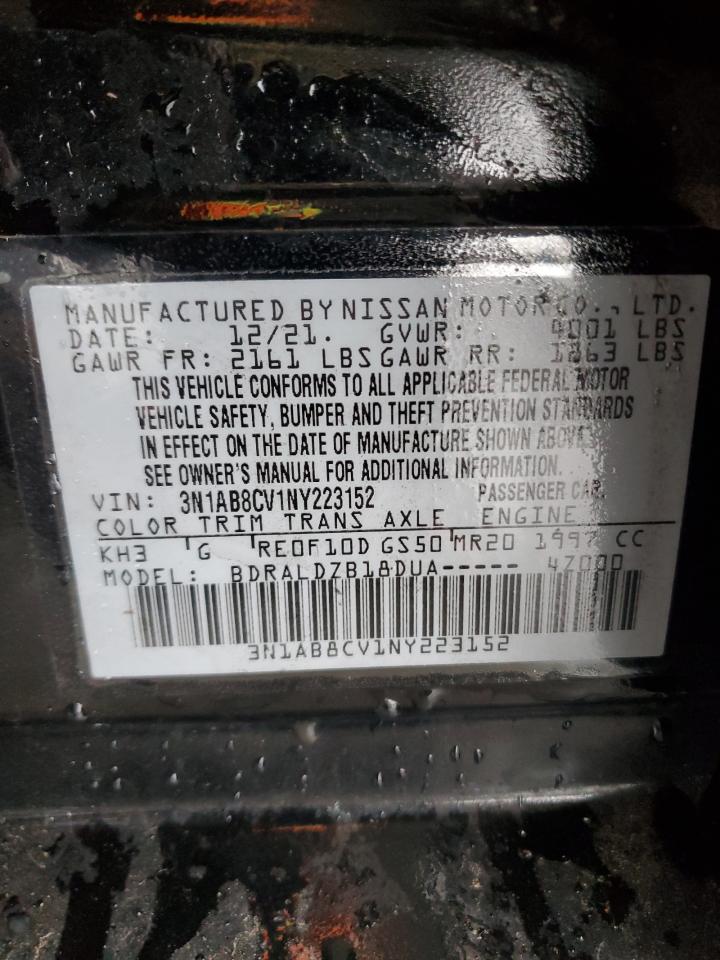 MANUFACTURED BY NISSAN MOTOR CO., LTD.
DATE: 12/21. GVWR: 4001 LBS
GAWR FR: 2161 LBS GAWR RR: 1863 LBS
THIS VEHICLE CONFORMS TO ALL APPLICABLE FEDERAL MOTOR
VEHICLE SAFETY, BUMPER AND THEFT PREVENTION STANDARDS
IN EFFECT ON THE DATE OF MANUFACTURE SHOWN ABOVE.
SEE OWNER'S MANUAL FOR ADDITIONAL INFORMATION.
VIN: 3N1AB8CV1NY223152 PASSENGER CAR.
COLOR TRIM TRANS AXLE ENGINE
KH3 G RE0F10D GS50 MR20 1997 CC
MODEL: BDRALDZB18DUA----- 47000
3N1AB8CV1NY223152